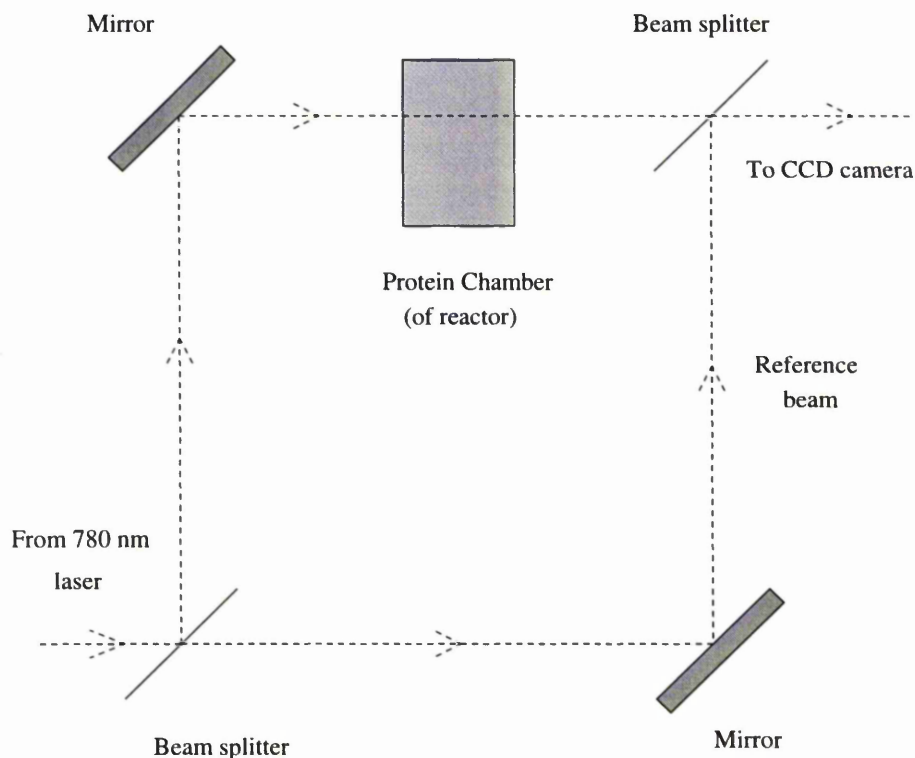 Mirror
Beam splitter
To CCD camera
Protein Chamber
(of reactor)
Reference
beam
From 780 nm
laser
Beam splitter
Mirror